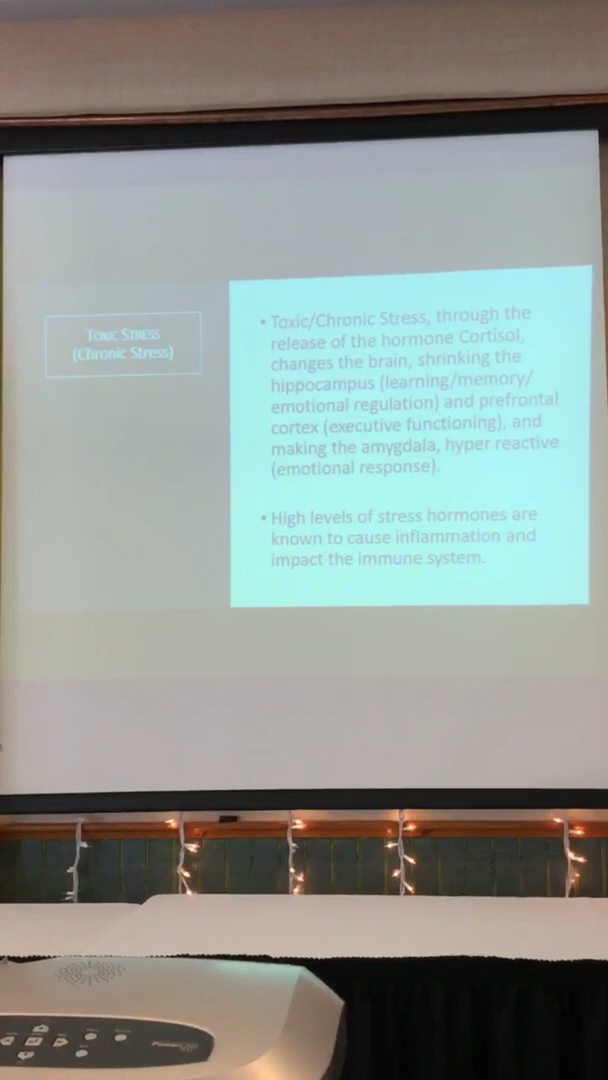 Toxic Stress
(Chronic Stress)
• Toxic/Chronic Stress, through the
release of the hormone Cortisol,
changes the brain, shrinking the
hippocampus (learning/memory/
emotional regulation) and prefrontal
cortex (executive functioning), and
making the amygdala, hyper reactive
(emotional response).
• High levels of stress hormones are
known to cause inflammation and
impact the immune system.